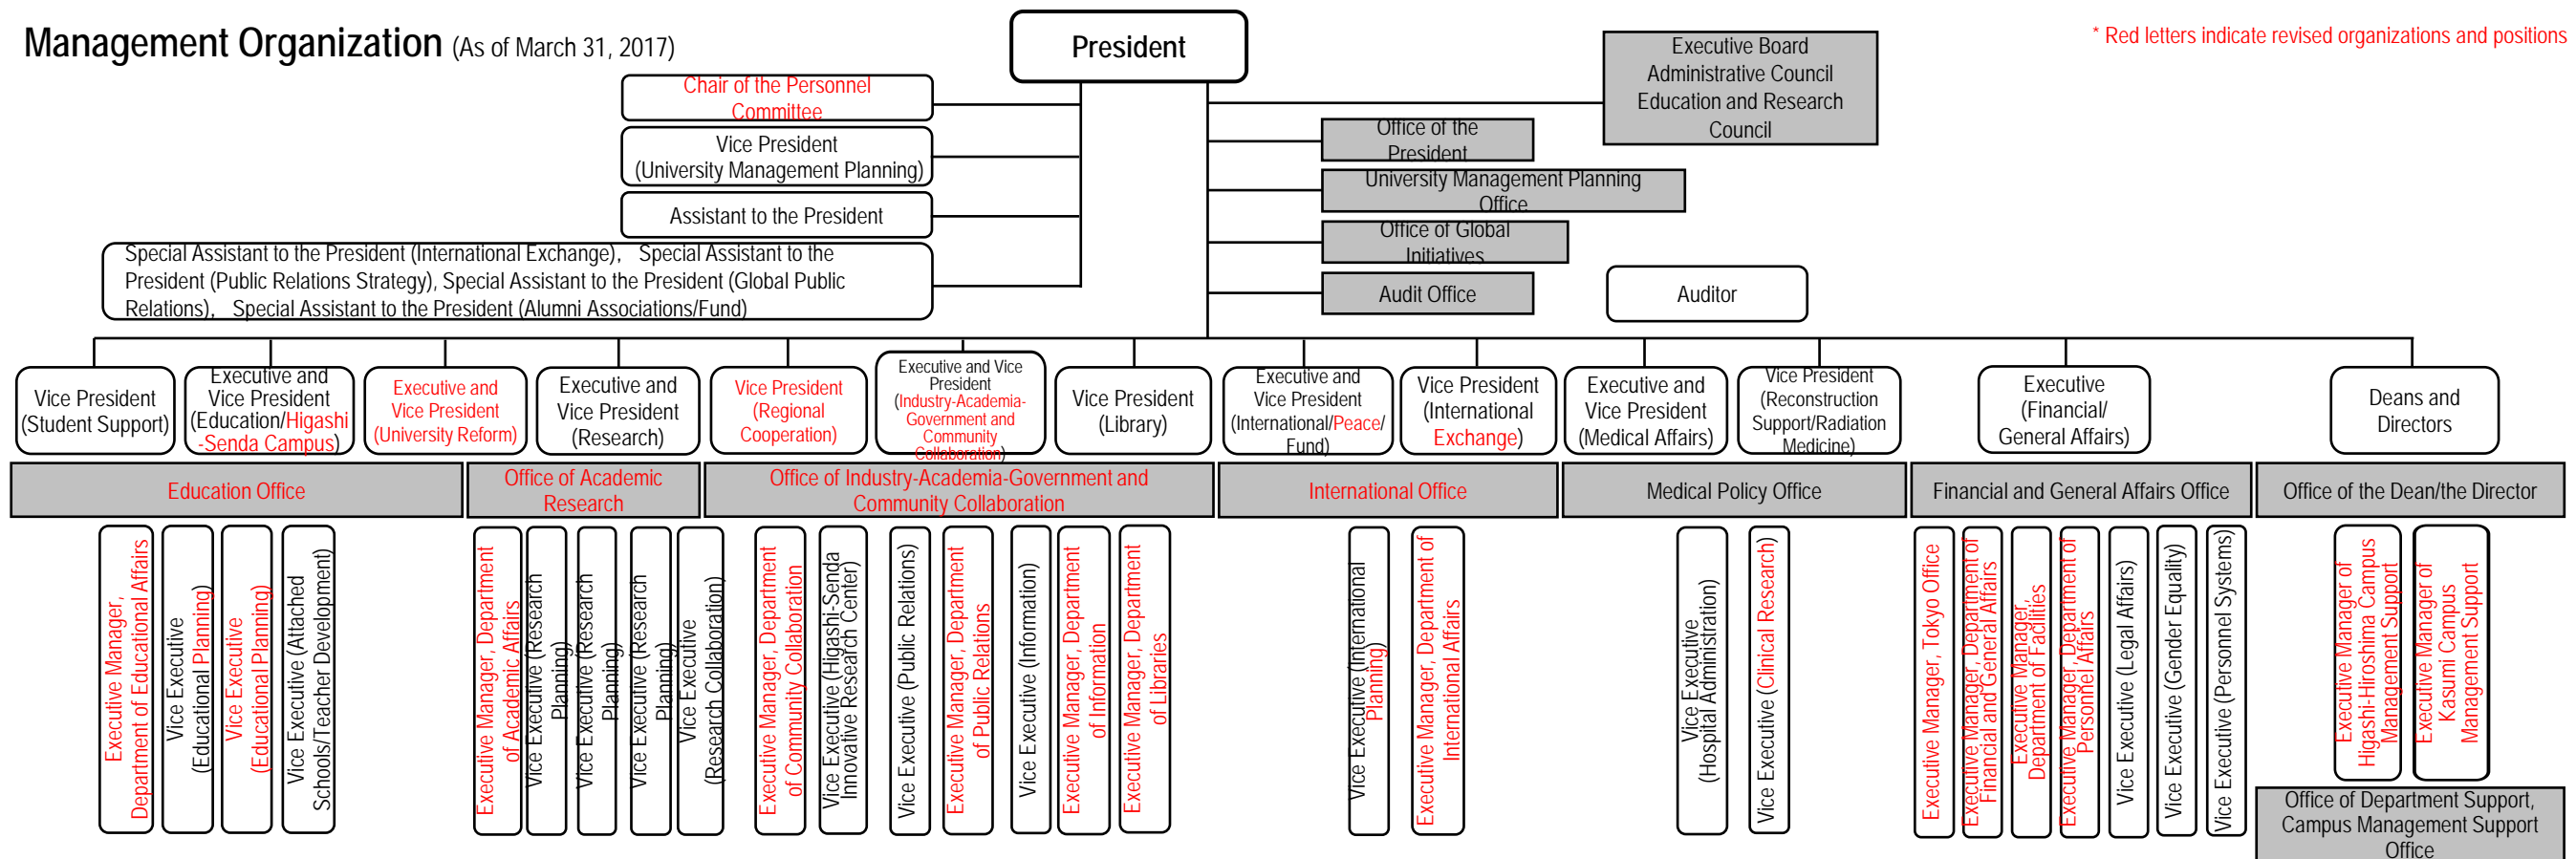 Management Organization (As of March 31, 2017)
President
* Red letters indicate revised organizations and positions
Executive Board
Administrative Council
Education and Research
Council
Chair of the Personnel
Committee
Vice President
(University Management Planning)
Assistant to the President
Special Assistant to the President (International Exchange),   Special Assistant to the
President (Public Relations Strategy), Special Assistant to the President (Global Public
Relations),   Special Assistant to the President (Alumni Associations/Fund)
Office of the
President
University Management Planning
Office
Office of Global
Initiatives
Audit Office
Auditor
Vice President
(Student Support)
Executive and
Vice President
(Education/Higashi
-Senda Campus)
Executive and
Vice President
(University Reform)
Executive and
Vice President
(Research)
Vice President
(Regional
Cooperation)
Executive and Vice
President
(Industry-Academia-
Government and
Community
Collaboration)
Vice President
(Library)
Executive and
Vice President
(International/Peace/
Fund)
Vice President
(International
Exchange)
Executive and
Vice President
(Medical Affairs)
Vice President
(Reconstruction
Support/Radiation
Medicine)
Executive
(Financial/
General Affairs)
Deans and
Directors
Education Office
Office of Academic
Research
Office of Industry-Academia-Government and
Community Collaboration
International Office
Medical Policy Office
Financial and General Affairs Office
Office of the Dean/the Director
Executive Manager,
Department of Educational Affairs
Vice Executive
(Educational Planning)
Vice Executive
(Educational Planning)
Vice Executive (Attached
Schools/Teacher Development)
Executive Manager, Department
of Academic Affairs
Vice Executive (Research
Planning)
Vice Executive (Research
Planning)
Vice Executive (Research
Planning)
Vice Executive
(Research Collaboration)
Executive Manager, Department
of Community Collaboration
Vice Executive (Higashi-Senda
Innovative Research Center)
Vice Executive (Public Relations)
Executive Manager, Department
of Public Relations
Vice Executive (Information)
Executive Manager, Department
of Information
Executive Manager, Department
of Libraries
Vice Executive (International
Planning)
Executive Manager, Department of
International Affairs
Vice Executive
(Hospital Administration)
Vice Executive (Clinical Research)
Executive Manager, Tokyo Office
Executive Manager, Department of
Financial and General Affairs
Executive Manager,
Department of Facilities
Executive Manager, Department of
Personnel Affairs
Vice Executive (Legal Affairs)
Vice Executive (Gender Equality)
Vice Executive (Personnel Systems)
Executive Manager of
Higashi-Hiroshima Campus
Management Support
Executive Manager of
Kasumi Campus
Management Support
Office of Department Support,
Campus Management Support
Office